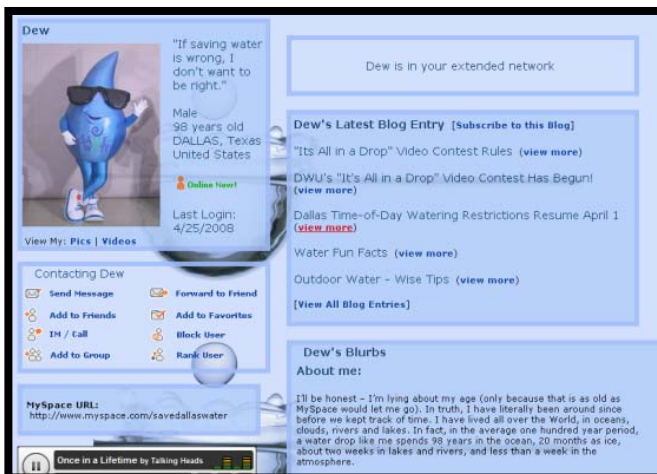 Dew
"If saving water
is wrong, I
don't want to
be right."
Male
98 years old
DALLAS, Texas
United States
Online Now!
Last Login:
4/25/2008
View My: Pics | Videos
Contacting Dew
Send Message
Forward to Friend
Add to Friends
Add to Favorites
IM / Call
Block User
Add to Group
Rank User
MySpace URL:
http://www.myspace.com/savedallaswater
Once in a Lifetime by Talking Heads
Dew is in your extended network
Dew's Latest Blog Entry [Subscribe to this Blog]
"Its All in a Drop" Video Contest Rules (view more)
DWU's "It's All in a Drop" Video Contest Has Begun!
(view more)
Dallas Time-of-Day Watering Restrictions Resume April 1
(view more)
Water Fun Facts (view more)
Outdoor Water - Wise Tips (view more)
[View All Blog Entries]
Dew's Blurbs
About me:
I'll be honest – I'm lying about my age (only because that is as old as
MySpace would let me go). In truth, I have literally been around since
before we kept track of time. I have lived all over the World, in oceans,
clouds, rivers and lakes. In fact, in the average one hundred year period,
a water drop like me spends 98 years in the ocean, 20 months as ice,
about two weeks in lakes and rivers, and less than a week in the
atmosphere.